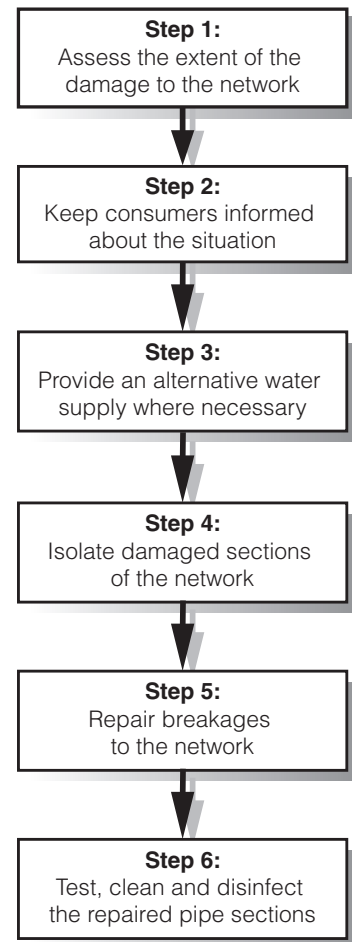 Step 1:
Assess the extent of the
damage to the network
Step 2:
Keep consumers informed
about the situation
Step 3:
Provide an alternative water
supply where necessary
Step 4:
Isolate damaged sections
of the network
Step 5:
Repair breakages
to the network
Step 6:
Test, clean and disinfect
the repaired pipe sections